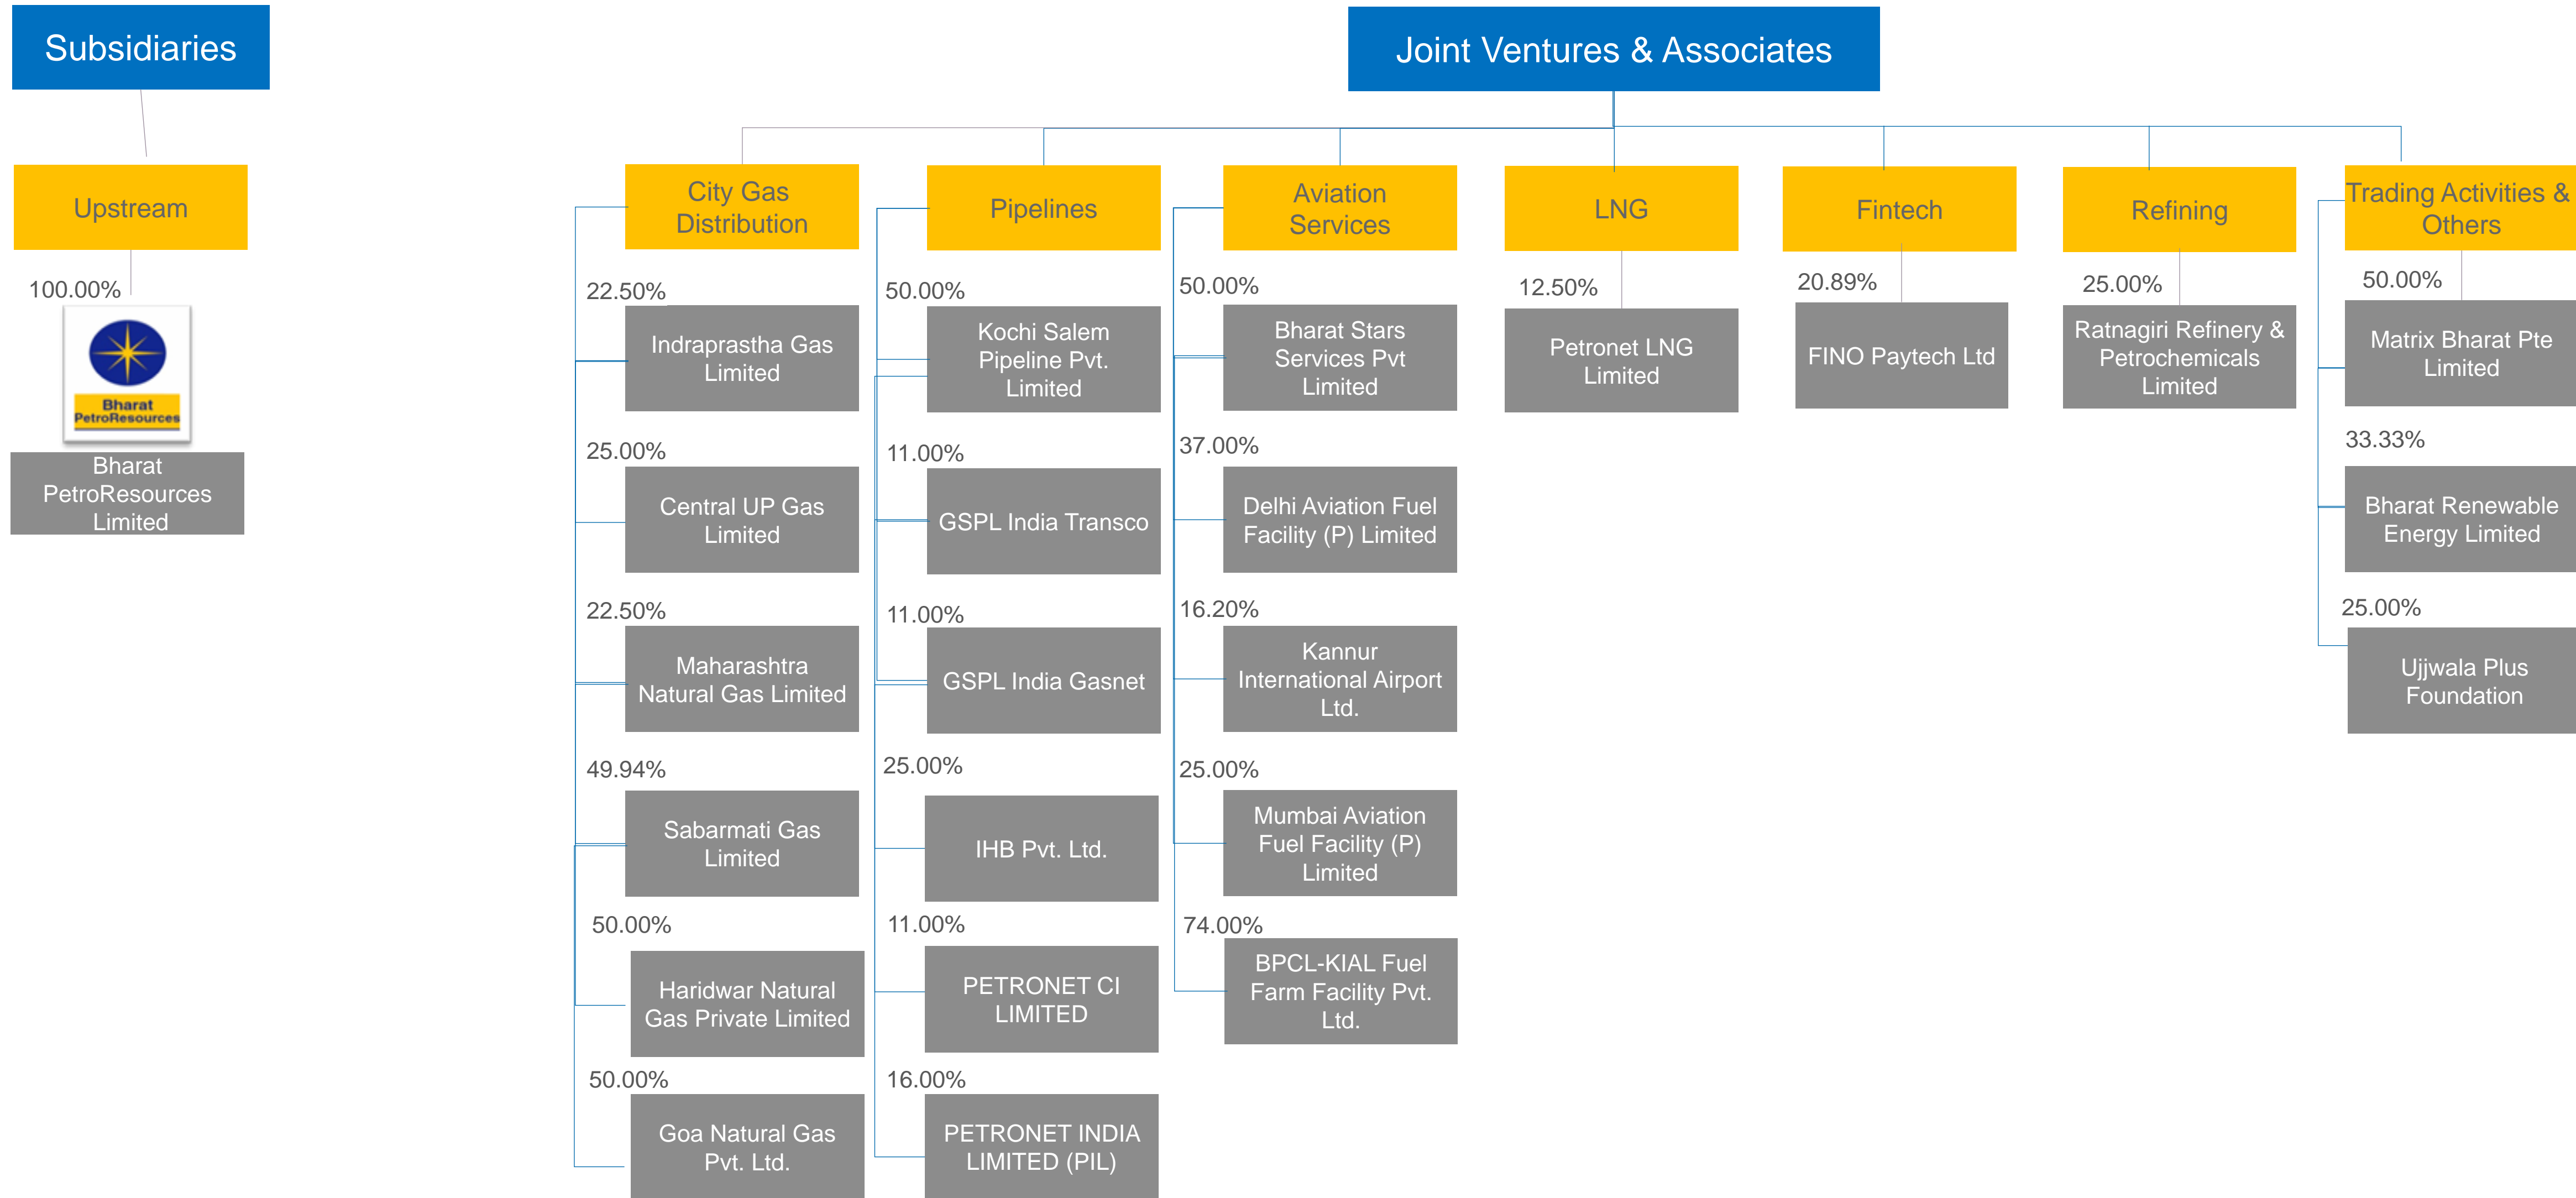 Subsidiaries
Joint Ventures & Associates
Upstream
100.00%
Bharat
PetroResources
Bharat
PetroResources
Limited
City Gas
Distribution
22.50%
Indraprastha Gas
Limited
25.00%
Central UP Gas
Limited
22.50%
Maharashtra
Natural Gas Limited
49.94%
Sabarmati Gas
Limited
50.00%
Haridwar Natural
Gas Private Limited
50.00%
Goa Natural Gas
Pvt. Ltd.
Pipelines
50.00%
Kochi Salem
Pipeline Pvt.
Limited
11.00%
GSPL India Transco
11.00%
GSPL India Gasnet
25.00%
IHB Pvt. Ltd.
11.00%
PETRONET CI
LIMITED
16.00%
PETRONET INDIA
LIMITED (PIL)
Aviation
Services
50.00%
Bharat Stars
Services Pvt
Limited
37.00%
Delhi Aviation Fuel
Facility (P) Limited
16.20%
Kannur
International Airport
Ltd.
25.00%
Mumbai Aviation
Fuel Facility (P)
Limited
74.00%
BPCL-KIAL Fuel
Farm Facility Pvt.
Ltd.
LNG
12.50%
Petronet LNG
Limited
Fintech
20.89%
FINO Paytech Ltd
Refining
25.00%
Ratnagiri Refinery &
Petrochemicals
Limited
Trading Activities &
Others
50.00%
Matrix Bharat Pte
Limited
33.33%
Bharat Renewable
Energy Limited
25.00%
Ujjwala Plus
Foundation